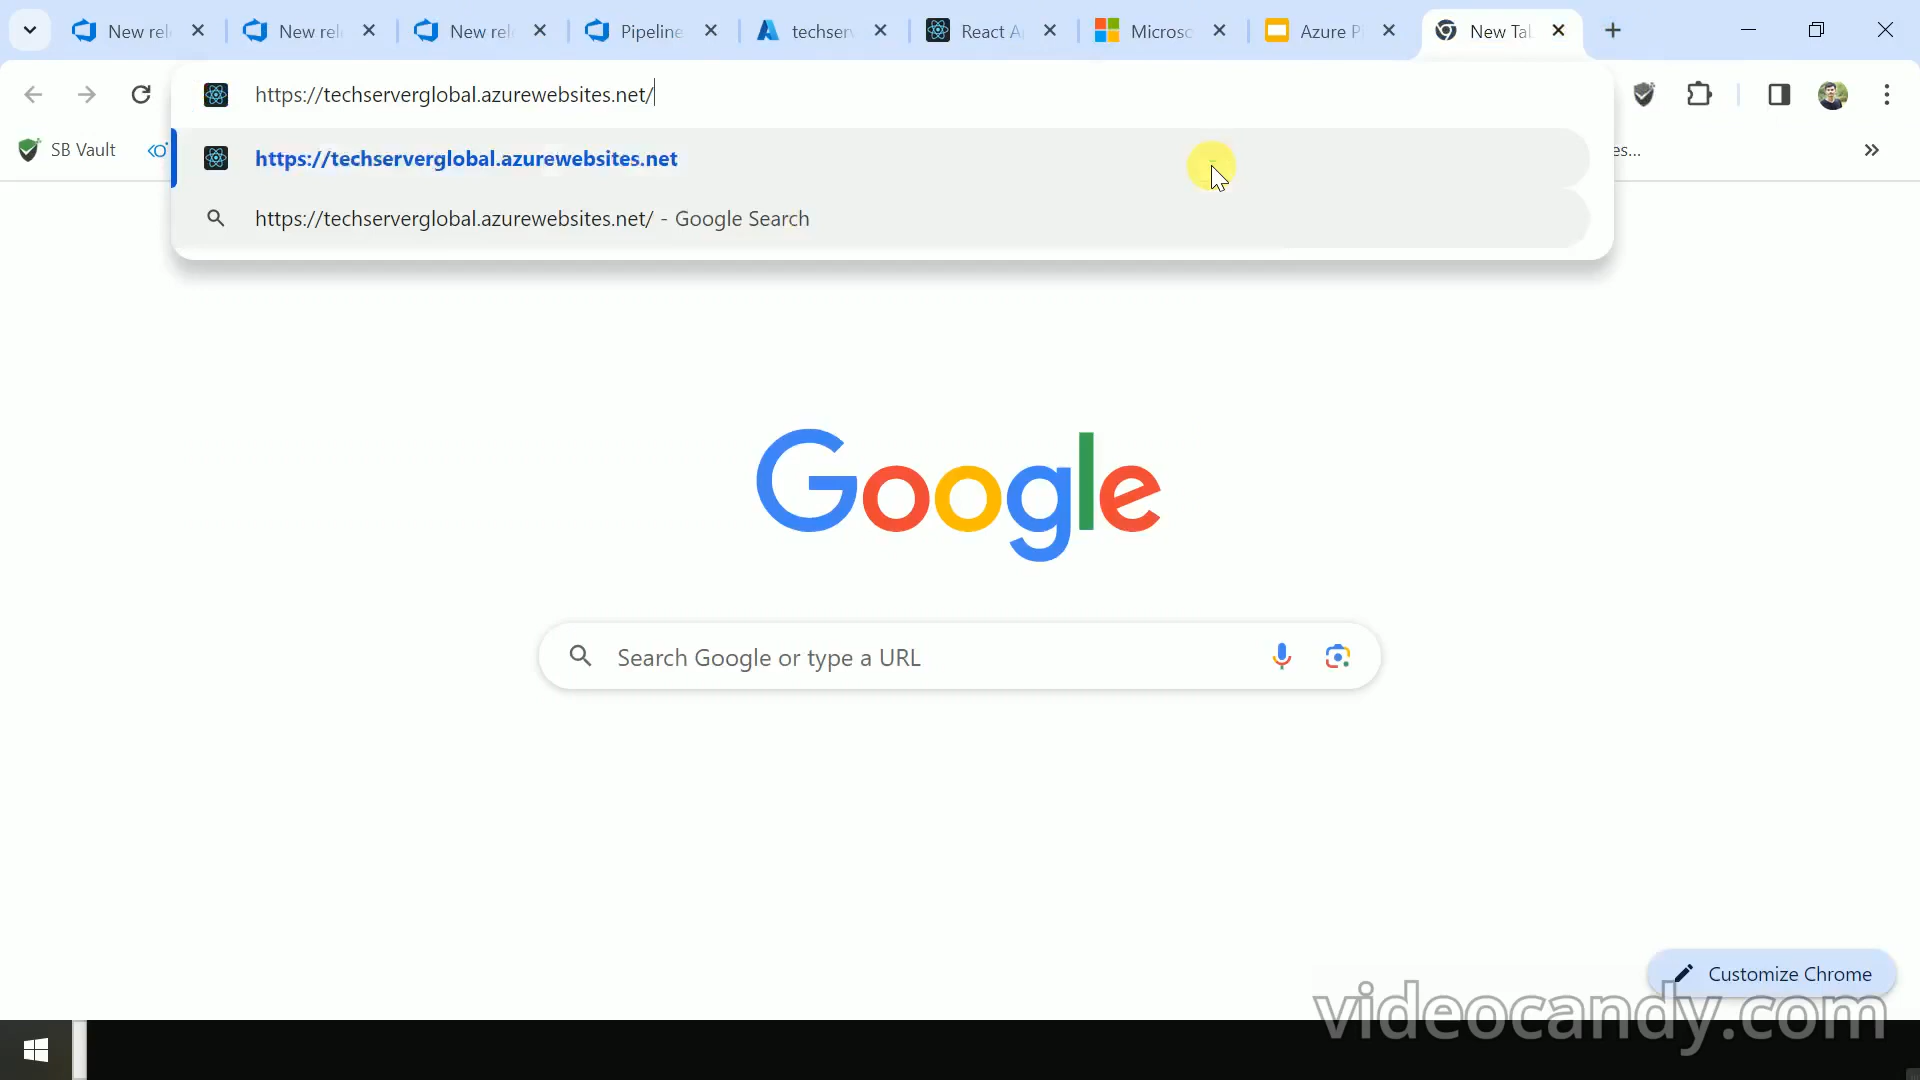 New rel
New rel
New rel
Pipeline
techserv
React A
Microso
Azure P
New Tab
https://techserverglobal.azurewebsites.net/
SB Vault
https://techserverglobal.azurewebsites.net
es...
https://techserverglobal.azurewebsites.net/ - Google Search
Google
Search Google or type a URL
Customize Chrome
videocandy.com